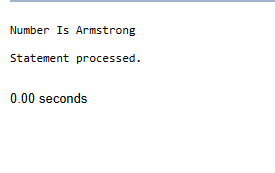 Number Is Armstrong
Statement processed.
0.00 seconds